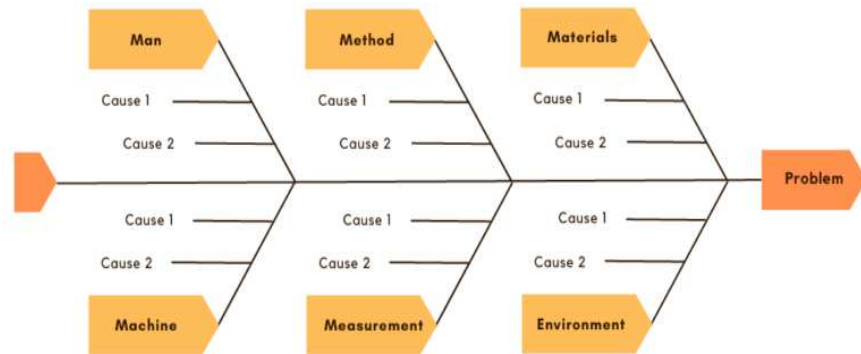 Man
Method
Materials
Cause 1
Cause 1
Cause 1
Cause 2
Cause 2
Cause 2
Problem
Cause 1
Cause 1
Cause 1
Cause 2
Cause 2
Cause 2
Machine
Measurement
Environment